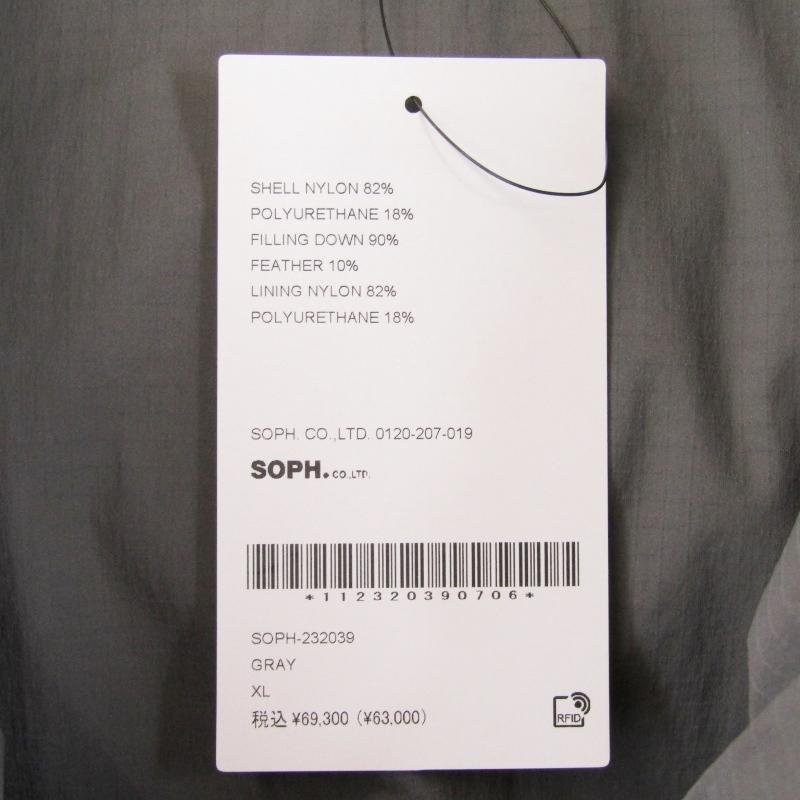 SHELL NYLON 82%
POLYURETHANE 18%
FILLING DOWN 90%
FEATHER 10%
LINING NYLON 82%
POLYURETHANE 18%
SOPH. CO.,LTD. 0120-207-019
SOPH. CO.,LTD.
*112320390706*
SOPH-232039
GRAY
XL
税込 ¥69,300 (¥63,000)
RFID